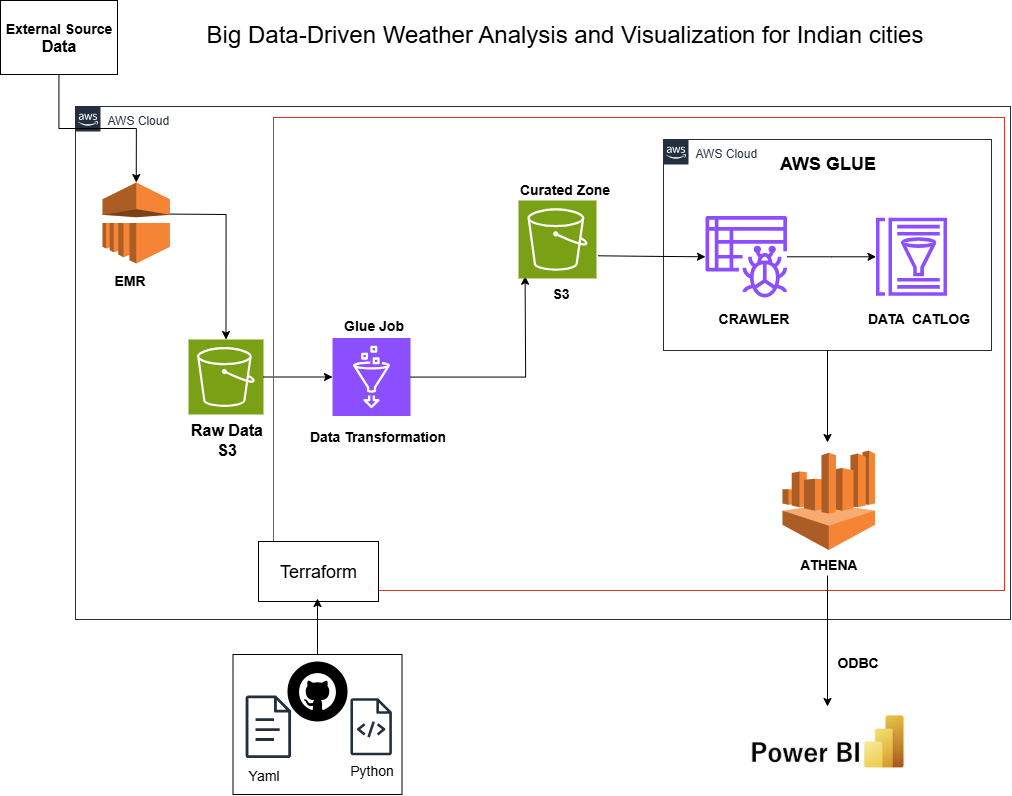 External Source
Data
Big Data-Driven Weather Analysis and Visualization for Indian cities
aws
AWS Cloud
aws
AWS Cloud
AWS GLUE
Curated Zone
S3
EMR
CRAWLER
DATA CATLOG
Glue Job
Raw Data
S3
Data Transformation
ATHENA
Terraform
ODBC
Yaml
Python
Power BI